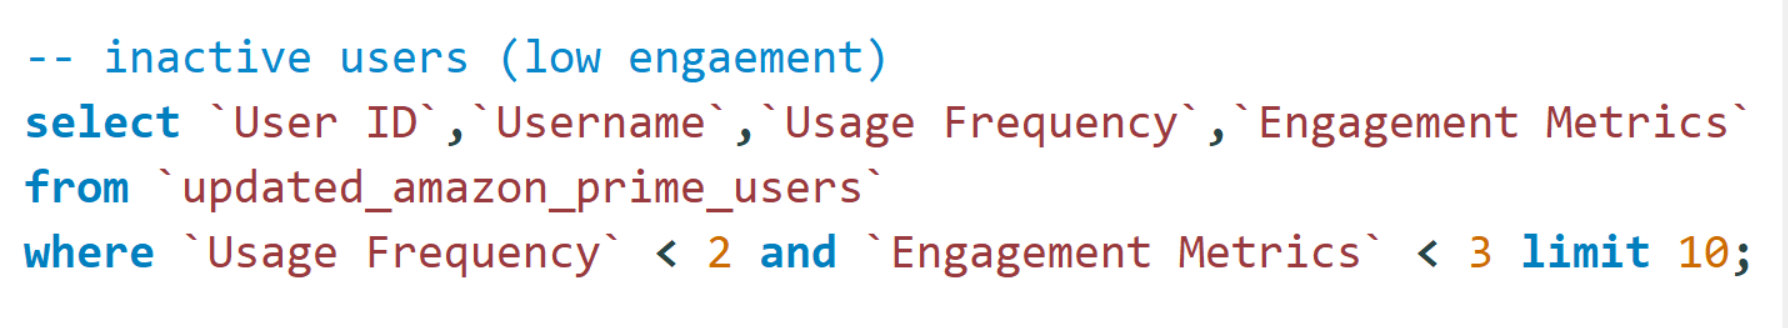 -- inactive users (low engaement)
select `User ID`,`Username`,`Usage Frequency`,`Engagement Metrics`
from `updated_amazon_prime_users`
where `Usage Frequency` < 2 and `Engagement Metrics` < 3 limit 10;